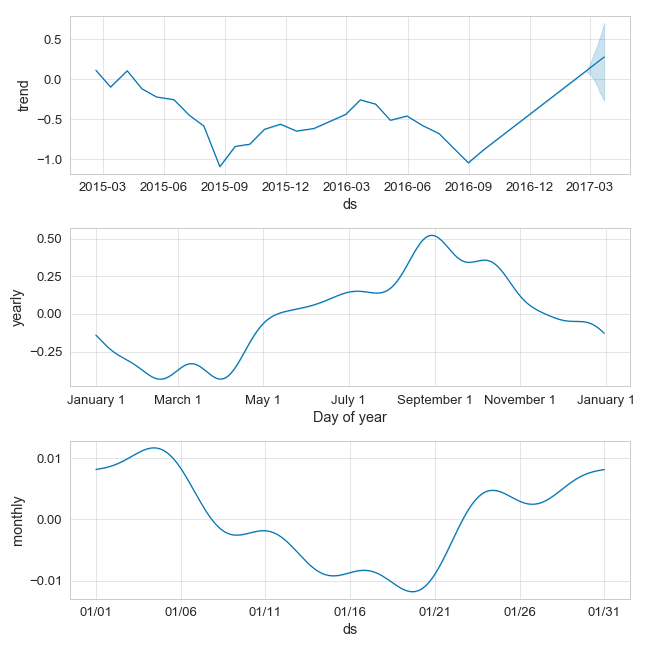 0.5
0.0
−0.5
−1.0
trend
2015-03 2015-06 2015-09 2015-12 2016-03 2016-06 2016-09 2016-12 2017-03
ds
0.50
0.25
0.00
−0.25
yearly
January 1 March 1 May 1 July 1 September 1 November 1 January 1
Day of year
0.01
0.00
−0.01
monthly
01/01 01/06 01/11 01/16 01/21 01/26 01/31
ds